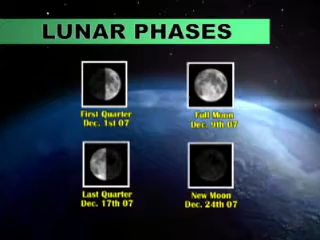 LUNAR PHASES
First Quarter
Dec. 1st 07
Full Moon
Dec. 9th 07
Last Quarter
Dec. 17th 07
New Moon
Dec. 24th 07